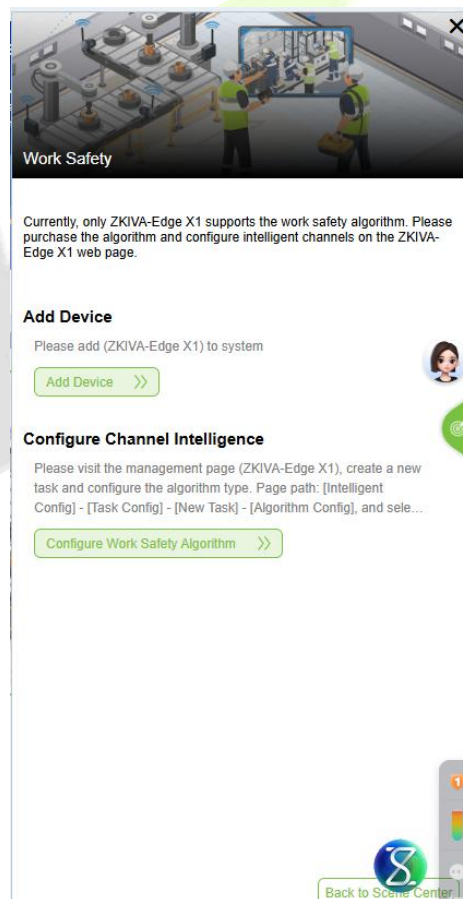 Work Safety
Currently, only ZKIVA-Edge X1 supports the work safety algorithm. Please
purchase the algorithm and configure intelligent channels on the ZKIVA-
Edge X1 web page.
Add Device
Please add (ZKIVA-Edge X1) to system
Add Device
Configure Channel Intelligence
Please visit the management page (ZKIVA-Edge X1), create a new
task and configure the algorithm type. Page path: [Intelligent
Config] - [Task Config] - [New Task] - [Algorithm Config], and sele...
Configure Work Safety Algorithm
1
Back to Scene Center